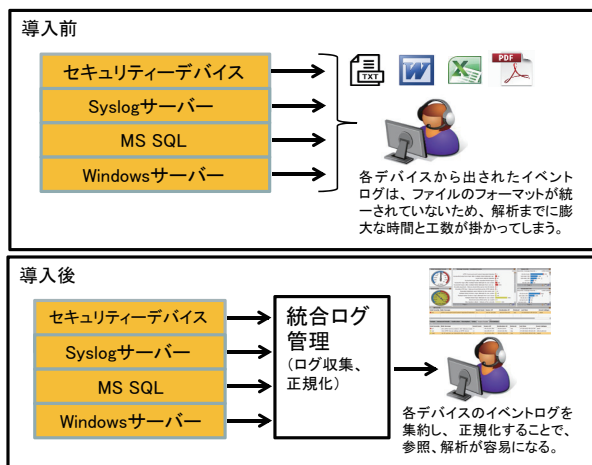 導入前
セキュリティーデバイス
Syslogサーバー
MS SQL
Windowsサーバー
TXT
W
X
PDF
各デバイスから出されたイベント
ログは、ファイルのフォーマットが統
一されていないため、解析までに膨
大な時間と工数が掛かってしまう。
導入後
セキュリティーデバイス
Syslogサーバー
MS SQL
Windowsサーバー
統合ログ
管理
(ログ収集、
正規化)
各デバイスのイベントログを
集約し、正規化することで、
参照、解析が容易になる。